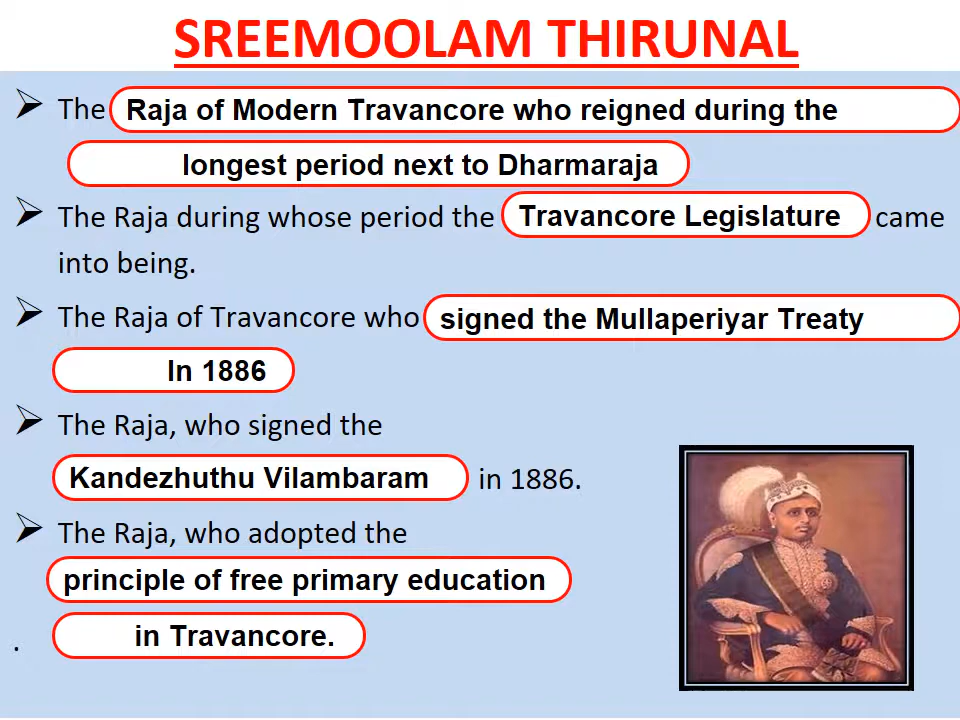 SREEMOOLAM THIRUNAL
➢ The Raja of Modern Travancore who reigned during the
longest period next to Dharmaraja
➢ The Raja during whose period the Travancore Legislature came
into being.
➢ The Raja of Travancore who signed the Mullaperiyar Treaty
In 1886
➢ The Raja, who signed the
Kandezhuthu Vilambaram in 1886.
➢ The Raja, who adopted the
principle of free primary education
. in Travancore.